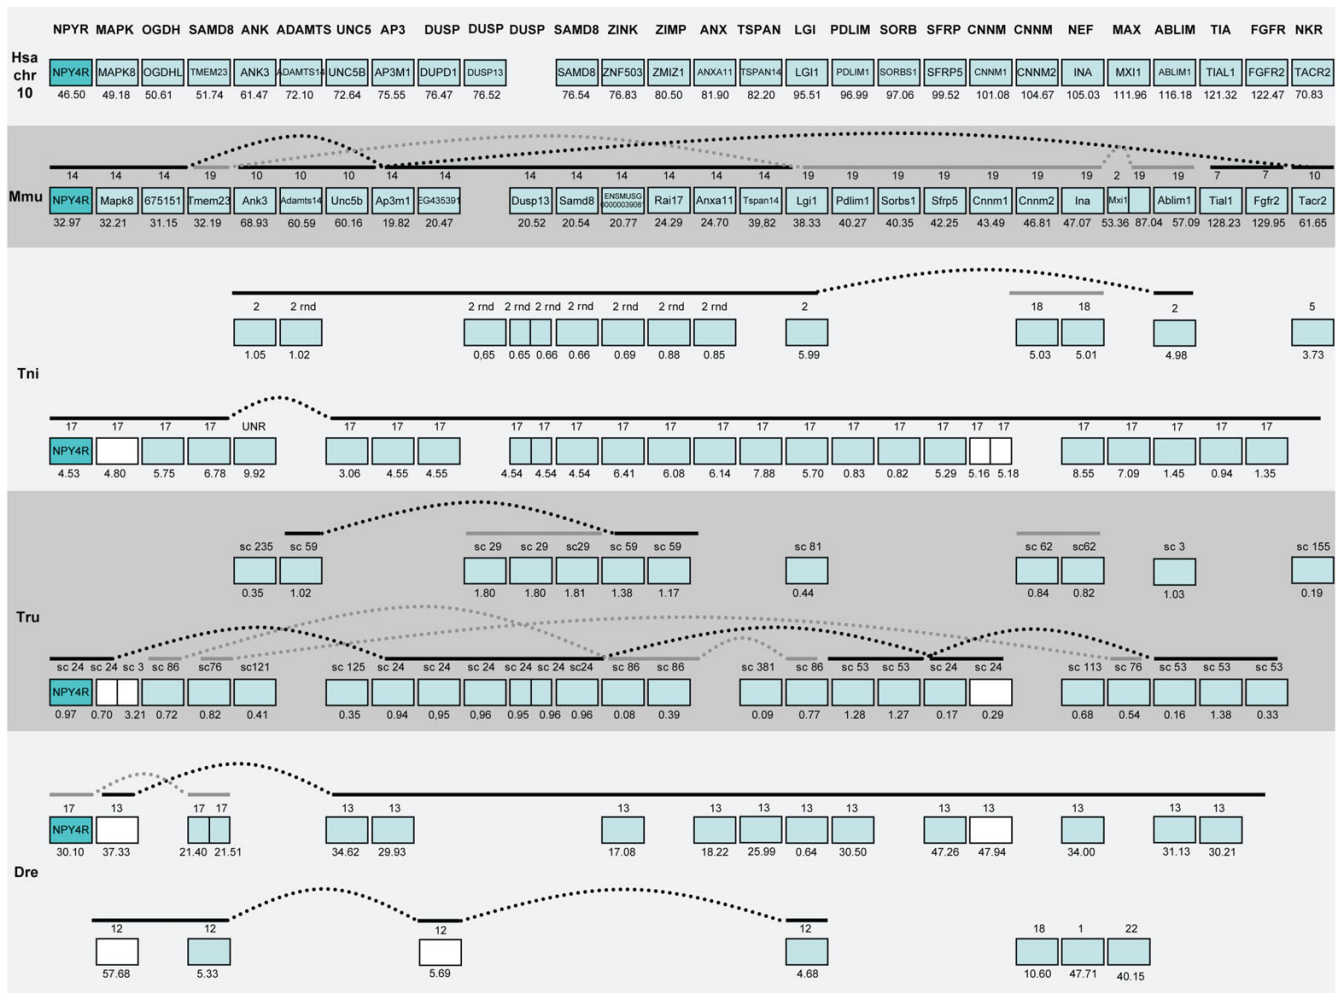 NPYR MAPK OGDH SAMD8 ANK ADAMTS UNC5 AP3 DUSP DUSP DUSP SAMD8 ZINK ZIMP ANX TSPAN LGI PDLIM SORB SFRP CNNM CNNM NEF MAX ABLIM TIA FGFR NKR
Hsa
chr
10
NPY4R MAPK8 OGDHL TMEM23 ANK3 ADAMTS14 UNC5B AP3M1 DUPD1 DUSP13 SAMD8 ZNF503 ZMIZ1 ANXA11 TSPAN14 LGI1 PDLIM1 SORBS1 SFRP5 CNNM1 CNNM2 INA MXI1 ABLIM1 TIAL1 FGFR2 TACR2
46.50 49.18 50.61 51.74 61.47 72.10 72.64 75.55 76.47 76.52 76.54 76.83 80.50 81.90 82.20 95.51 96.99 97.06 99.52 101.08 104.67 105.03 111.96 116.18 121.32 122.47 70.83
14 14 14 19 10 10 10 14 14 14 14 14 14 14 14 19 19 19 19 19 19 19 2 19 19 7 7 10
Mmu
NPY4R Mapk8 675151 Tmem23 Ank3 Adamts14 Unc5b Ap3m1 EG435391 Dusp13 Samd8 ENSMUSG 00000039081 Rai17 Anxa11 Tspan14 Lgi1 Pdlim1 Sorbs1 Sfrp5 Cnnm1 Cnnm2 Ina Mxi1 Ablim1 Tial1 Fgfr2 Tacr2
32.97 32.21 31.15 32.19 68.93 60.59 60.16 19.82 20.47 20.52 20.54 20.77 24.29 24.70 39,82 38.33 40.27 40.35 42.25 43.49 46.81 47.07 53.36 87.04 57.09 128.23 129.95 61.65
2 2 rnd 2 rnd 2 rnd 2 rnd 2 rnd 2 rnd 2 rnd 2 rnd 2 18 18 2 5
1.05 1.02 0,65 0.65 0.66 0.66 0.69 0.88 0.85 5.99 5.03 5.01 4.98 3.73
Tni
17 17 17 17 UNR 17 17 17 17 17 17 17 17 17 17 17 17 17 17 17 17 17 17 17 17 17
NPY4R
4.53 4.80 5.75 6.78 9.92 3.06 4.55 4.55 4.54 4.54 4.54 6.41 6.08 6.14 7.88 5.70 0.83 0.82 5.29 5.16 5.18 8.55 7.09 1.45 0.94 1.35
sc 235 sc 59 sc 29 sc 29 sc29 sc 59 sc 59 sc 81 sc 62 sc62 sc 3 sc 155
0.35 1.02 1.80 1.80 1.81 1.38 1.17 0.44 0.84 0.82 1.03 0.19
Tru
sc 24 sc 24 sc 3 sc 86 sc76 sc121 sc 125 sc 24 sc 24 sc 24 sc 24 sc 24 sc24 sc 86 sc 86 sc 381 sc 86 sc 53 sc 53 sc 24 sc 24 sc 113 sc 76 sc 53 sc 53 sc 53
NPY4R
0.97 0.70 3.21 0.72 0.82 0.41 0.35 0.94 0,95 0,96 0.95 0.96 0.96 0.08 0.39 0.09 0.77 1.28 1.27 0.17 0.29 0.68 0.54 0.16 1.38 0.33
17 13 17 17 13 13 13 13 13 13 13 13 13 13 13 13
NPY4R
30.10 37.33 21.40 21.51 34.62 29.93 17.08 18.22 25.99 0.64 30.50 47.26 47.94 34.00 31.13 30.21
Dre
12 12 12 12 18 1 22
57.68 5.33 5.69 4.68 10.60 47.71 40.15